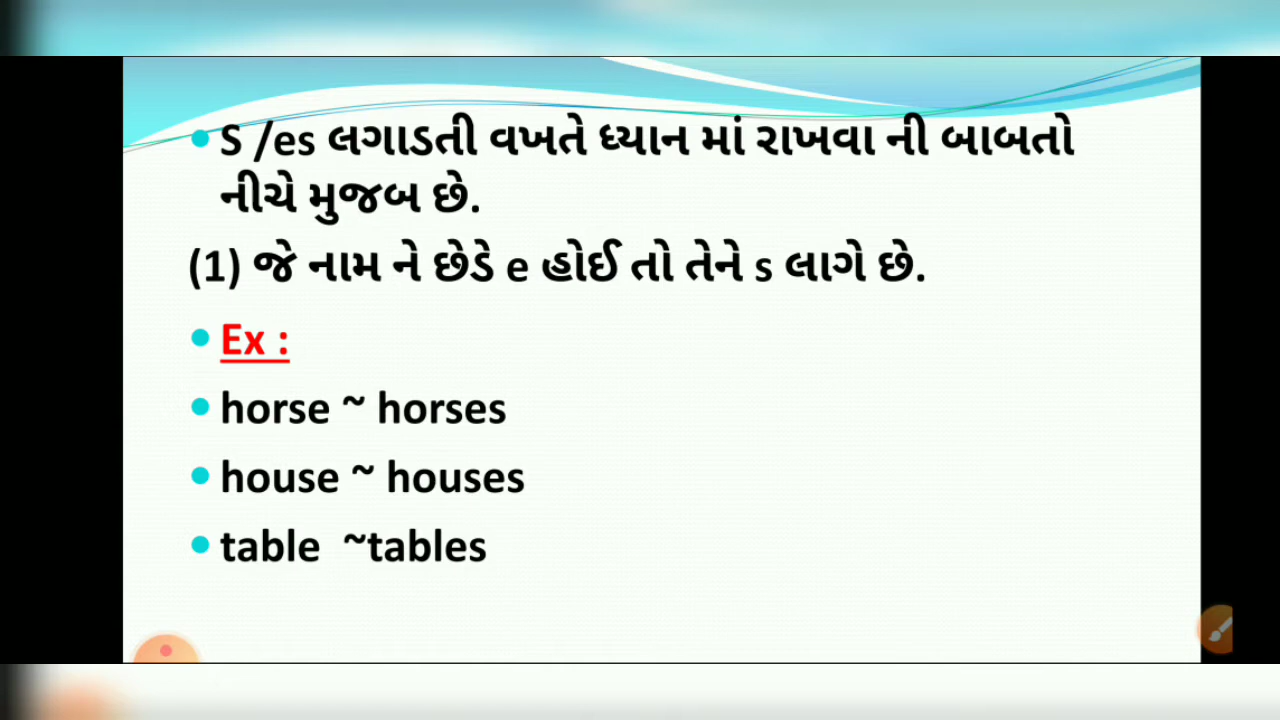 S /es લગાડતી વખતે ધ્યાન માં રાખવા ની બાબતો
નીચે મુજબ છે.
(1) જે નામ ને છેડે e હોઈ તો તેને s લાગે છે.
Ex :
horse ~ horses
house ~ houses
table ~tables